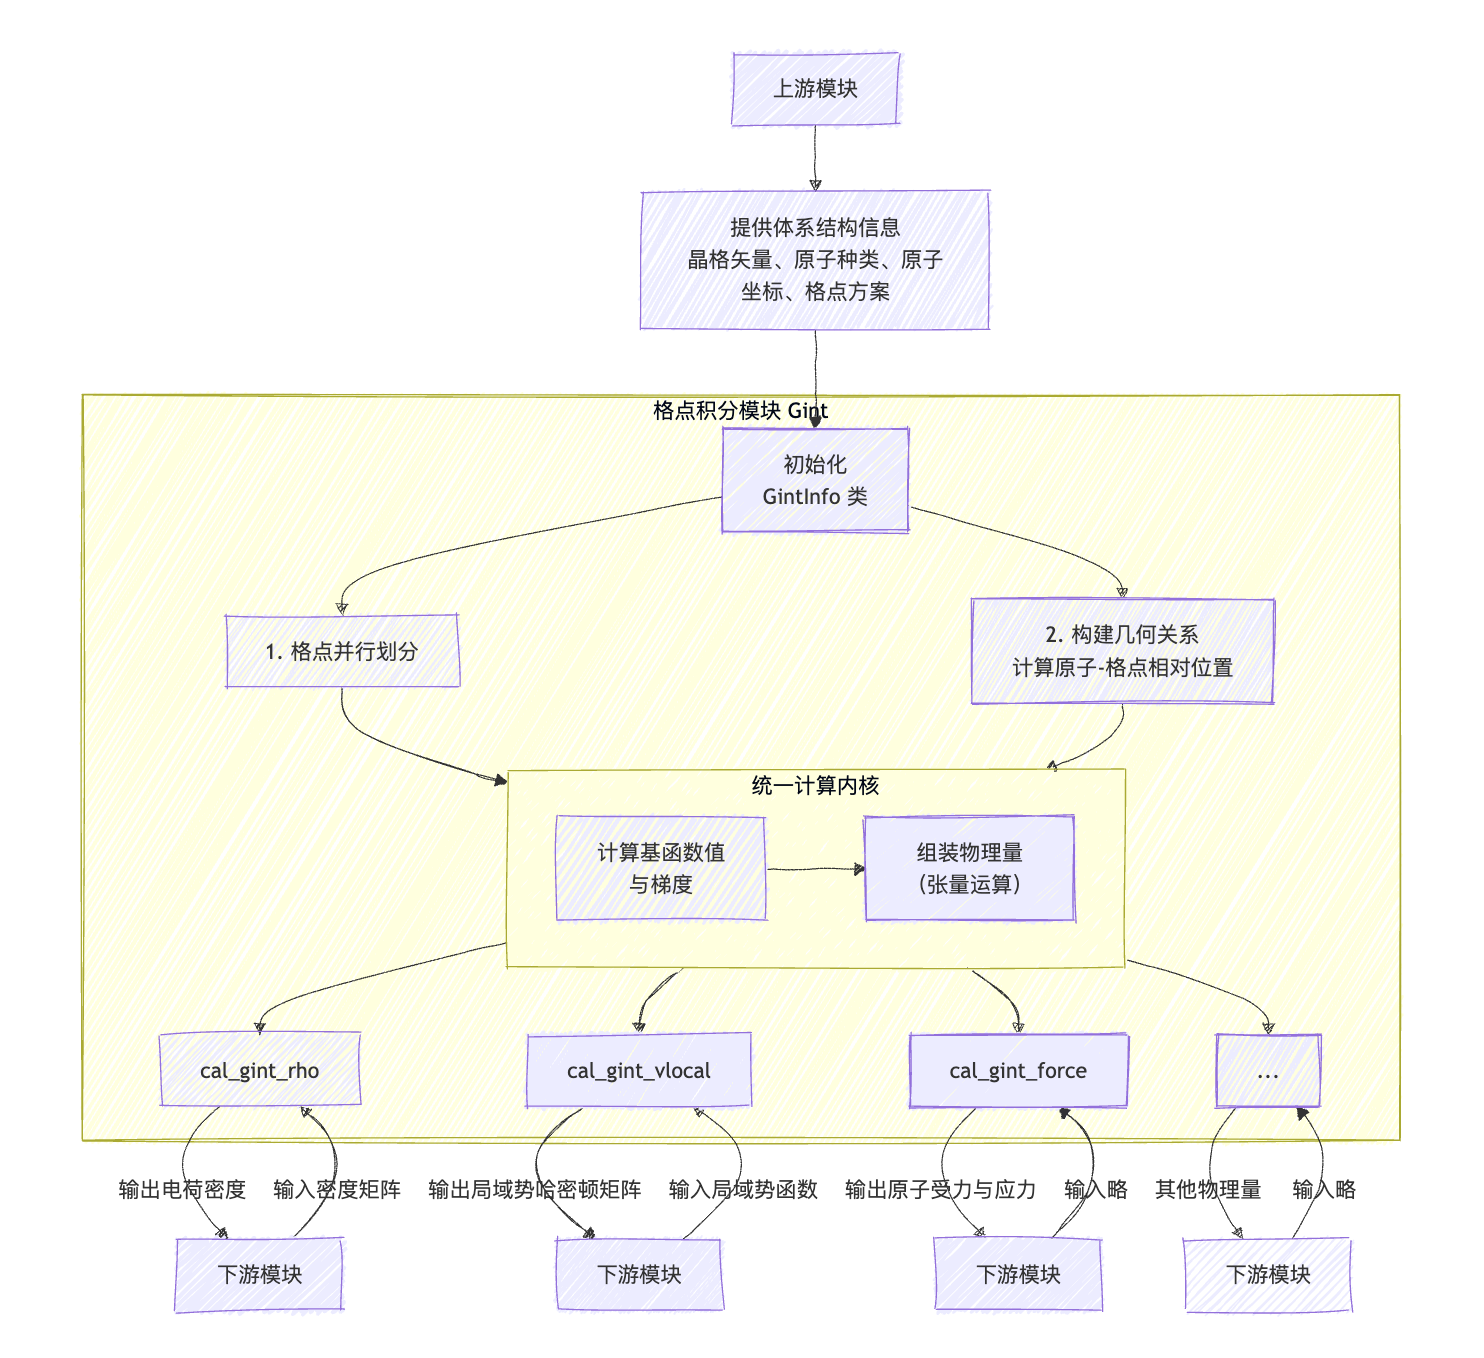 上游模块
提供体系结构信息
晶格矢量、原子种类、原子
坐标、格点方案
格点积分模块 Gint
初始化
GintInfo 类
1. 格点并行划分
2. 构建几何关系
计算原子-格点相对位置
统一计算内核
计算基函数值
与梯度
组装物理量
（张量运算）
cal_gint_rho
cal_gint_vlocal
cal_gint_force
...
输出电荷密度
输入密度矩阵
输出局域势哈密顿矩阵
输入局域势函数
输出原子受力与应力
输入略
其他物理量
输入略
下游模块
下游模块
下游模块
下游模块